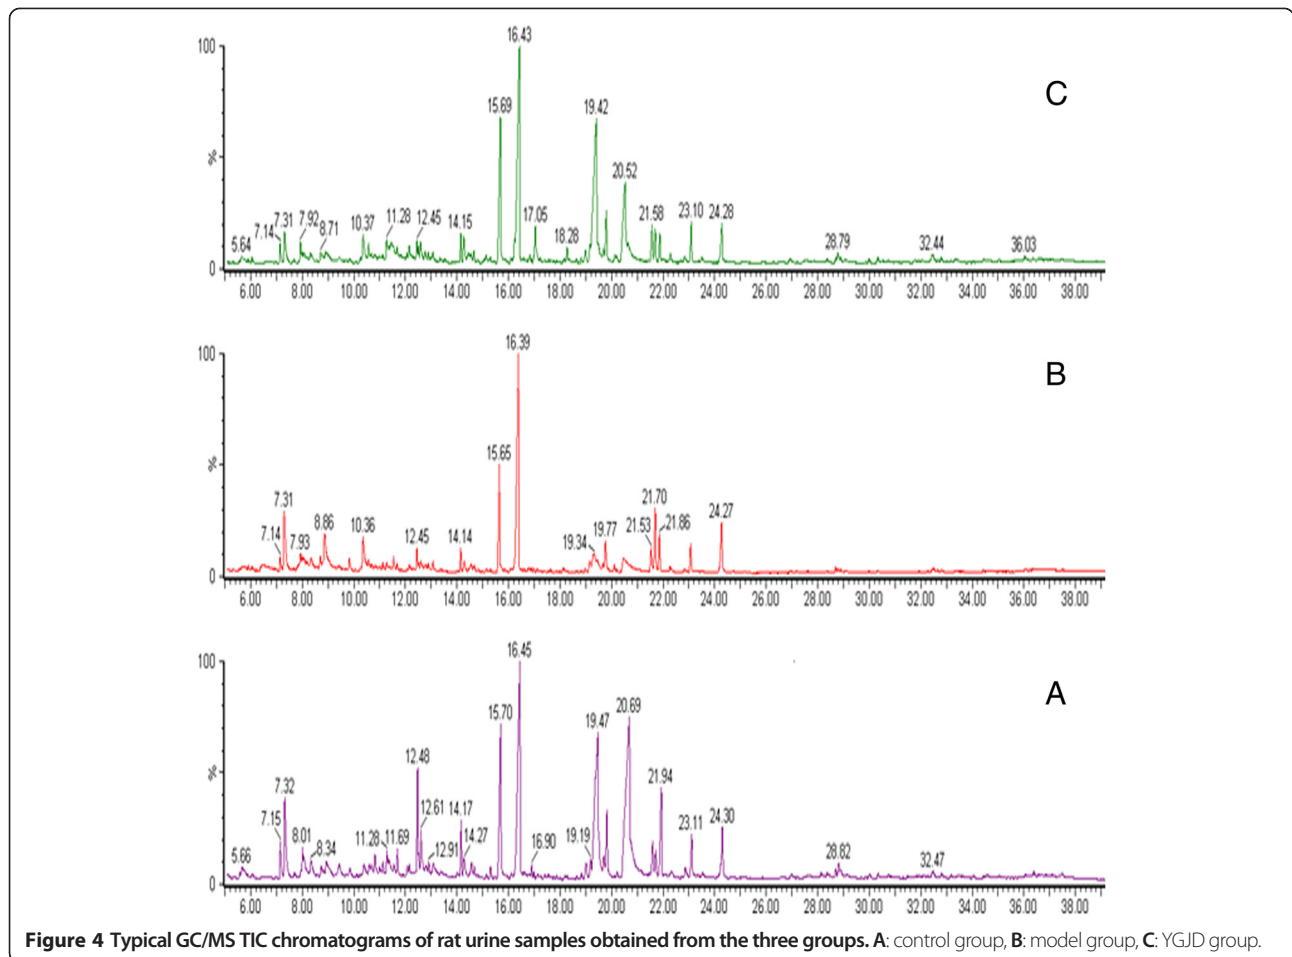 100
16.43
15.69
19.42
20.52
17.05
18.28
21.58
23.10
24.28
5.64 7.14 7.31 7.92 8.71 10.37 11.28 12.45 14.15
28.79 32.44 36.03
%
0
C
6.00 8.00 10.00 12.00 14.00 16.00 18.00 20.00 22.00 24.00 26.00 28.00 30.00 32.00 34.00 36.00 38.00
100
16.39
15.65
7.31
7.14 7.93 8.86 10.36 12.45 14.14
19.34 19.77 21.53 21.70 21.86 24.27
%
0
B
6.00 8.00 10.00 12.00 14.00 16.00 18.00 20.00 22.00 24.00 26.00 28.00 30.00 32.00 34.00 36.00 38.00
100
16.45
15.70
19.47
20.69
12.48
7.32
7.15
5.66 8.01 8.34 11.28 11.69 12.61 12.91 14.17 14.27 16.90 19.19
21.94 23.11 24.30
28.82 32.47
%
0
A
6.00 8.00 10.00 12.00 14.00 16.00 18.00 20.00 22.00 24.00 26.00 28.00 30.00 32.00 34.00 36.00 38.00
Figure 4 Typical GC/MS TIC chromatograms of rat urine samples obtained from the three groups. A: control group, B: model group, C: YGJD group.